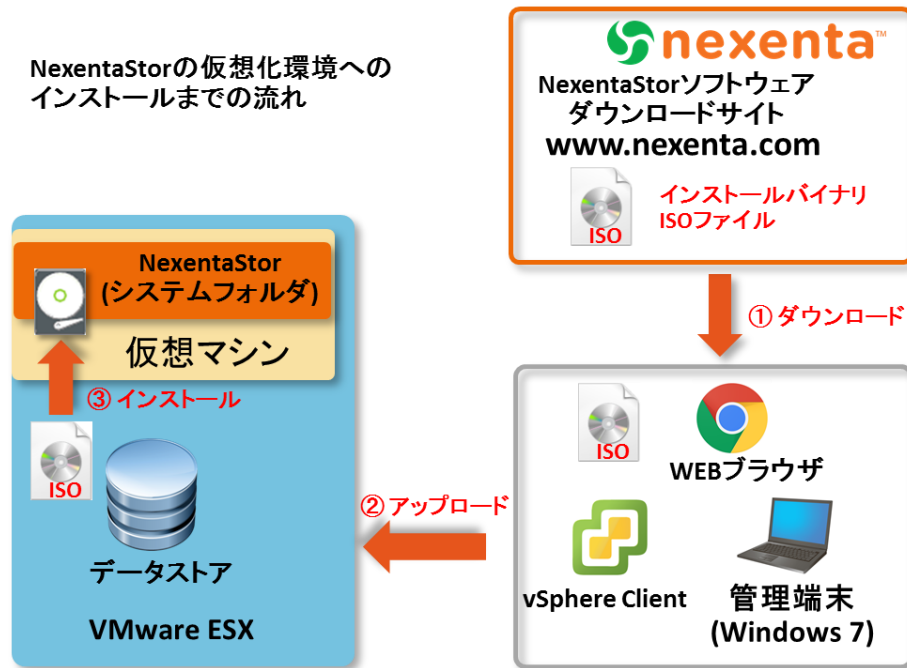 NexentaStorの仮想化環境への
インストールまでの流れ
nexenta™
NexentaStorソフトウェア
ダウンロードサイト
www.nexenta.com
インストールバイナリ
ISOファイル
ISO
①ダウンロード
ISO
WEBブラウザ
vSphere Client
管理端末
(Windows 7)
②アップロード
NexentaStor
(システムフォルダ)
仮想マシン
③インストール
ISO
データストア
VMware ESX